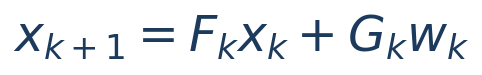 x_{k+1} = F_k x_k + G_k w_k